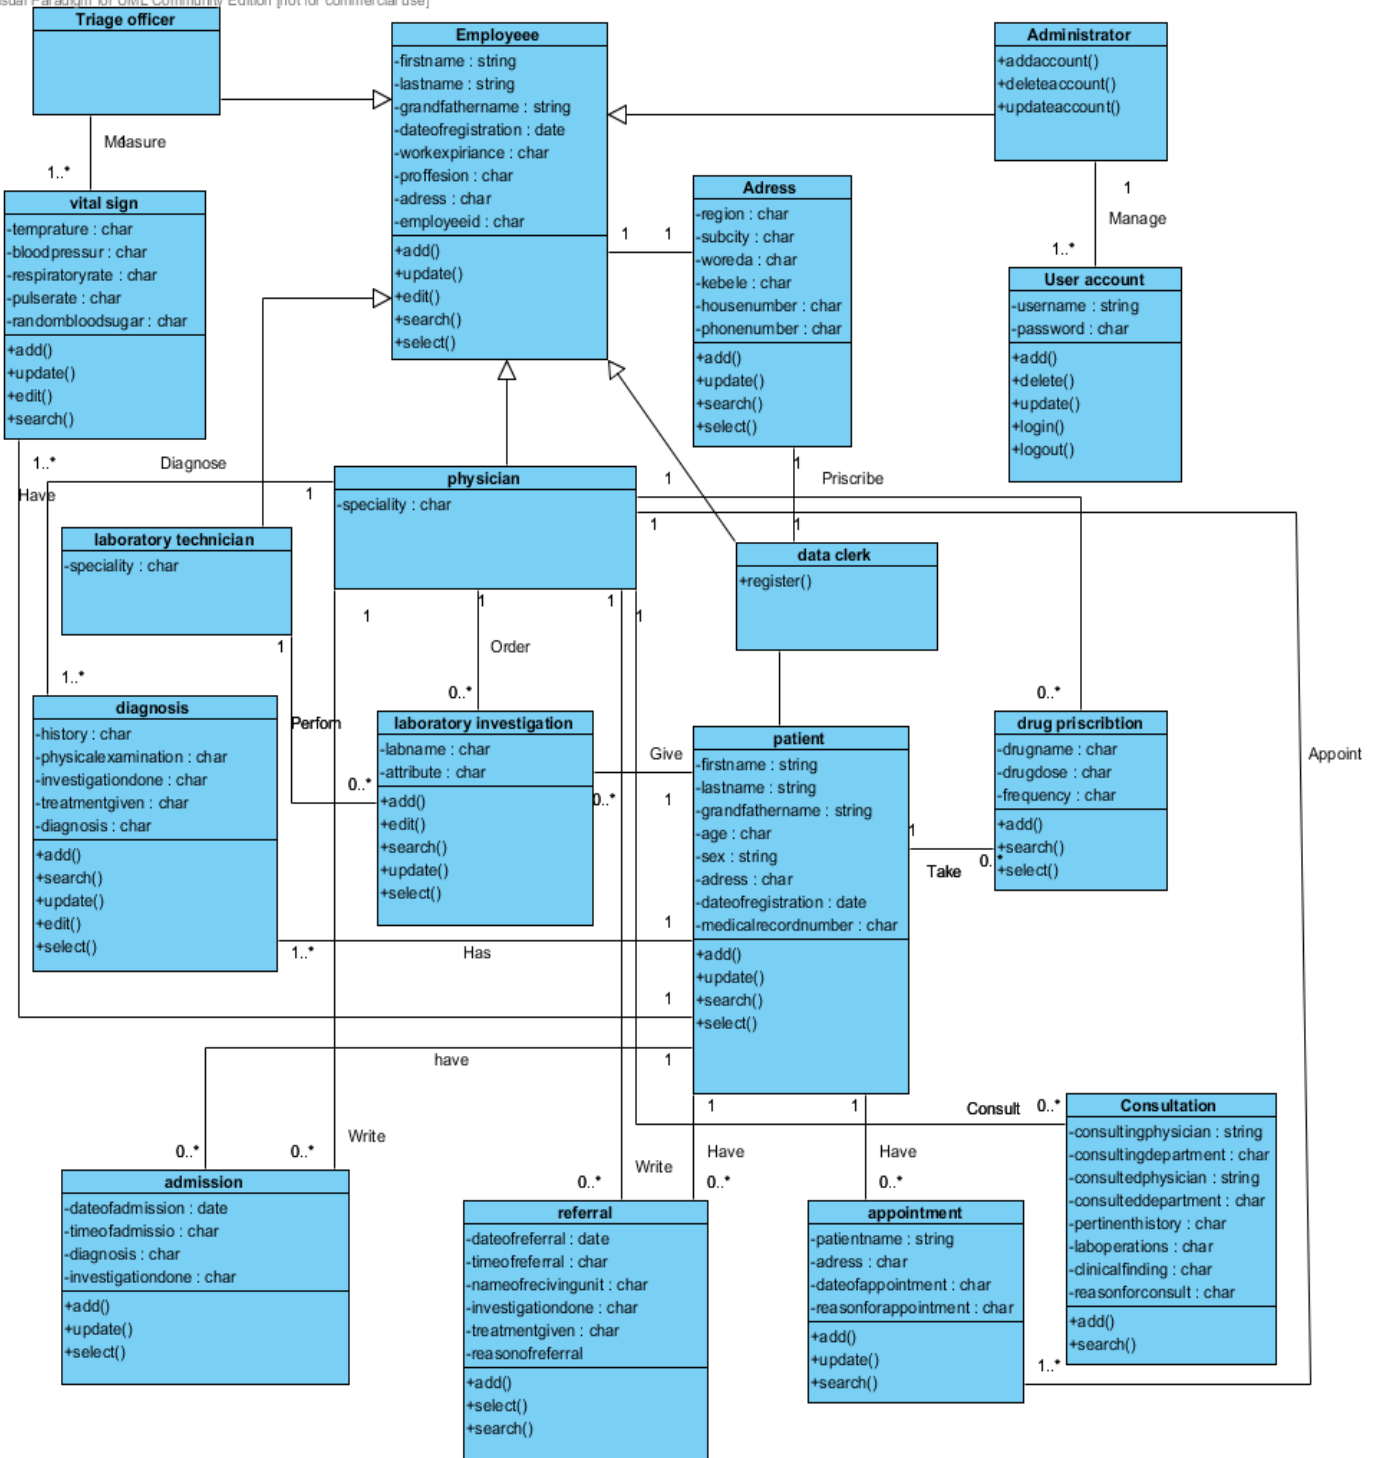 Visual Paradigm for UML Community Edition [not for commercial use]
Triage officer
Measure
1
1..*
vital sign
-temprature : char
-bloodpressur : char
-respiratoryrate : char
-pulserate : char
-randombloodsugar : char
+add()
+update()
+edit()
+search()
Employeee
-firstname : string
-lastname : string
-grandfathername : string
-dateofregistration : date
-workexpiriance : char
-proffesion : char
-adress : char
-employeeid : char
+add()
+update()
+edit()
+search()
+select()
1
1
Adress
-region : char
-subcity : char
-woreda : char
-kebele : char
-housenumber : char
-phonenumber : char
+add()
+update()
+search()
+select()
Administrator
+addaccount()
+deleteaccount()
+updateaccount()
1
Manage
1..*
User account
-username : string
-password : char
+add()
+delete()
+update()
+login()
+logout()
1..*
Have
Diagnose
1
physician
-speciality : char
1
Priscribe
1
1
1
laboratory technician
-speciality : char
data clerk
+register()
1
1
1
1
1
1..*
Order
0..*
0..*
diagnosis
-history : char
-physicalexamination : char
-investigationdone : char
-treatmentgiven : char
-diagnosis : char
+add()
+search()
+update()
+edit()
+select()
Perfom
0..*
laboratory investigation
-labname : char
-attribute : char
+add()
+edit()
+search()
+update()
+select()
Give
0..*
1
patient
-firstname : string
-lastname : string
-grandfathername : string
-age : char
-sex : string
-adress : char
-dateofregistration : date
-medicalrecordnumber : char
+add()
+update()
+search()
+select()
1
Take
0..*
drug priscribtion
-drugname : char
-drugdose : char
-frequency : char
+add()
+search()
+select()
Appoint
1..*
Has
1
1
have
1
0..*
0..*
Write
admission
-dateofadmission : date
-timeofadmissio : char
-diagnosis : char
-investigationdone : char
+add()
+update()
+select()
1
Have
Write
0..*
0..*
referral
-dateofreferral : date
-timeofreferral : char
-nameofrecivingunit : char
-investigationdone : char
-treatmentgiven : char
-reasonofreferral
+add()
+select()
+search()
1
Have
0..*
appointment
-patientname : string
-adress : char
-dateofappointment : char
-reasonforappointment : char
+add()
+update()
+search()
Consult
0..*
Consultation
-consultingphysician : string
-consultingdepartment : char
-consultedphysician : string
-consulteddepartment : char
-pertinenthistory : char
-laboperations : char
-clinicalfinding : char
-reasonforconsult : char
+add()
+search()
1..*